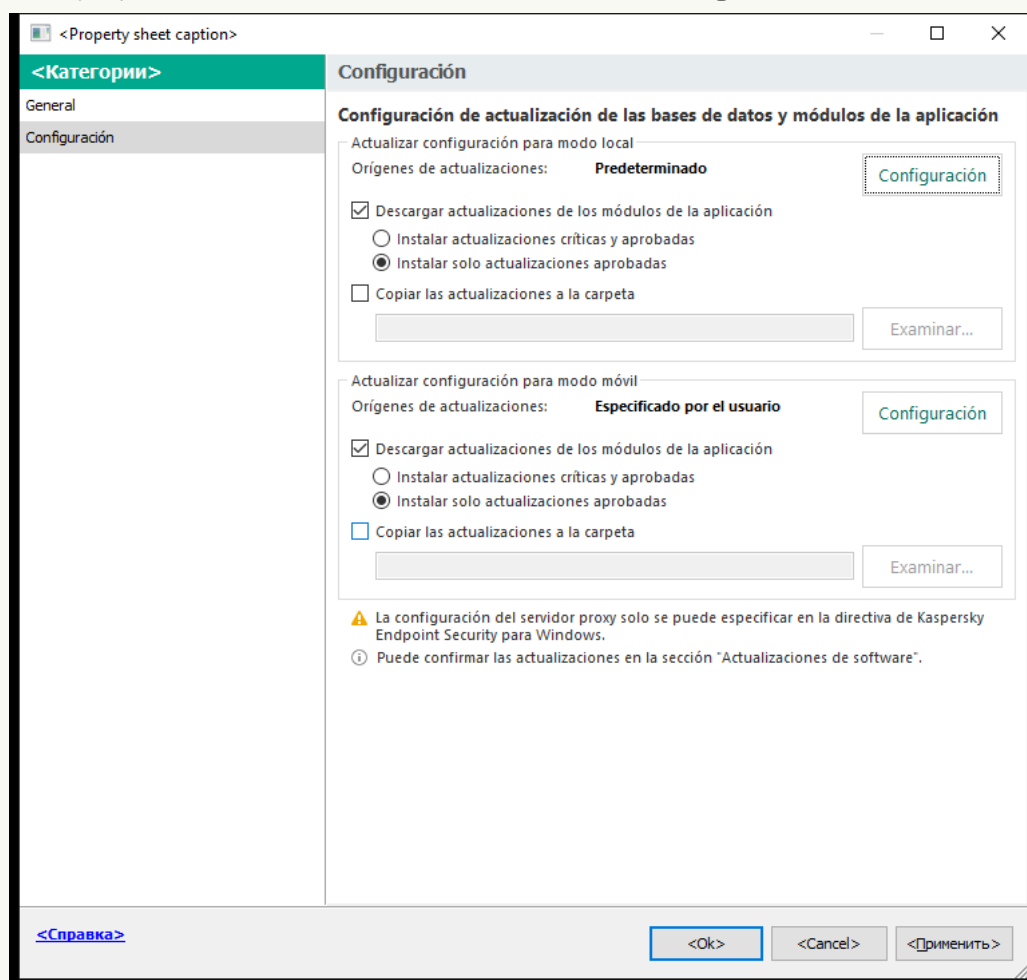 <Property sheet caption>
<Категории>
General
Configuración
Configuración
Configuración de actualización de las bases de datos y módulos de la aplicación
Actualizar configuración para modo local
Orígenes de actualizaciones: Predeterminado
Configuración
Descargar actualizaciones de los módulos de la aplicación
Instalar actualizaciones críticas y aprobadas
Instalar solo actualizaciones aprobadas
Copiar las actualizaciones a la carpeta
Examinar...
Actualizar configuración para modo móvil
Orígenes de actualizaciones: Especificado por el usuario
Configuración
Descargar actualizaciones de los módulos de la aplicación
Instalar actualizaciones críticas y aprobadas
Instalar solo actualizaciones aprobadas
Copiar las actualizaciones a la carpeta
Examinar...
La configuración del servidor proxy solo se puede especificar en la directiva de Kaspersky
Endpoint Security para Windows.
Puede confirmar las actualizaciones en la sección "Actualizaciones de software".
<Справка>
<Ok> <Cancel> <Применить>